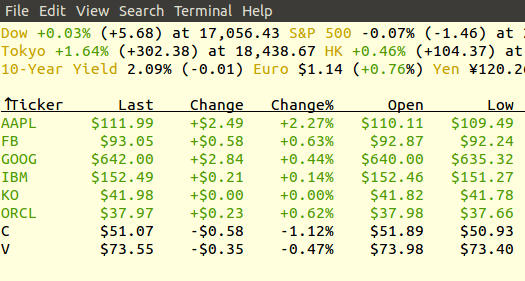 File Edit View Search Terminal Help
Dow +0.03% (+5.68) at 17,056.43 S&P 500 -0.07% (-1.46) at
Tokyo +1.64% (+302.38) at 18,438.67 HK +0.46% (+104.37) at
10-Year Yield 2.09% (-0.01) Euro $1.14 (+0.76%) Yen ¥120.2
Ticker Last Change Change% Open Low
AAPL $111.99 +$2.49 +2.27% $110.11 $109.49
FB $93.05 +$0.58 +0.63% $92.87 $92.24
GOOG $642.00 +$2.84 +0.44% $640.00 $635.32
IBM $152.49 +$0.21 +0.14% $152.46 $151.27
KO $41.98 +$0.00 +0.00% $41.82 $41.78
ORCL $37.97 +$0.23 +0.62% $37.98 $37.66
C $51.07 -$0.58 -1.12% $51.89 $50.93
V $73.55 -$0.35 -0.47% $73.98 $73.40